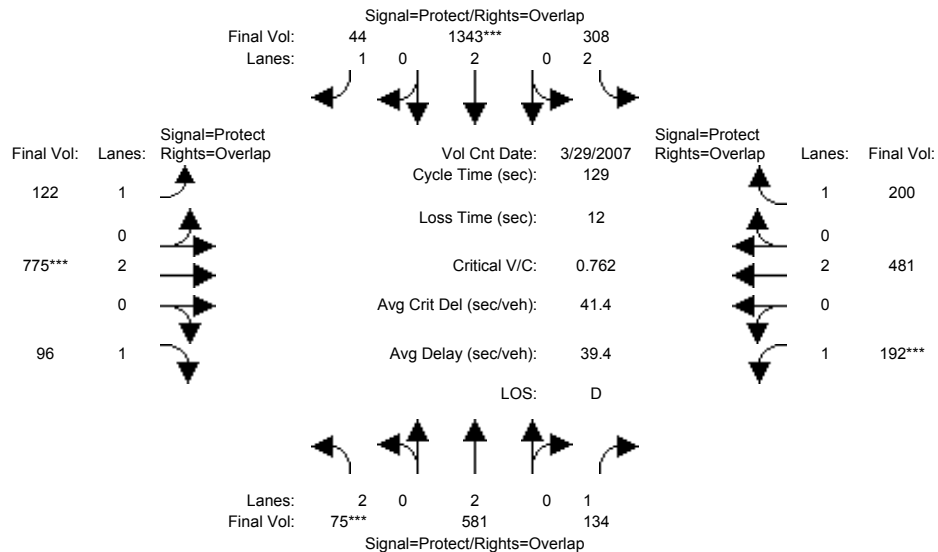 Signal=Protect/Rights=Overlap
Final Vol: 44 1343*** 308
Lanes: 1 0 2 0 2
Signal=Protect Signal=Protect
Final Vol: Lanes: Rights=Overlap Vol Cnt Date: 3/29/2007 Rights=Overlap Lanes: Final Vol:
Cycle Time (sec): 129
122 1 1 200
Loss Time (sec): 12
0 0
775*** 2 Critical V/C: 0.762 2 481
0 Avg Crit Del (sec/veh): 41.4 0
96 1 Avg Delay (sec/veh): 39.4 1 192***
LOS: D
Lanes: 2 0 2 0 1
Final Vol: 75*** 581 134
Signal=Protect/Rights=Overlap